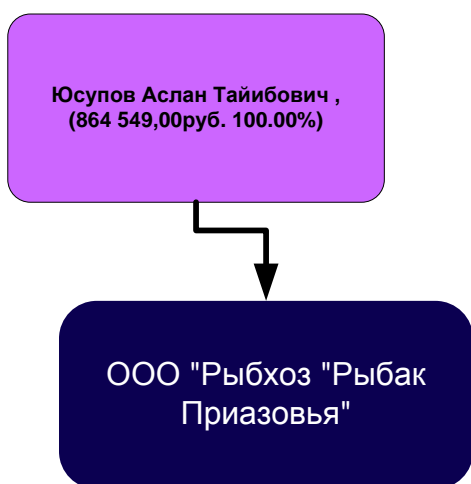 Юсупов Аслан Тайибович ,
(864 549,00руб. 100.00%)
ООО "Рыбхоз "Рыбак
Приазовья"